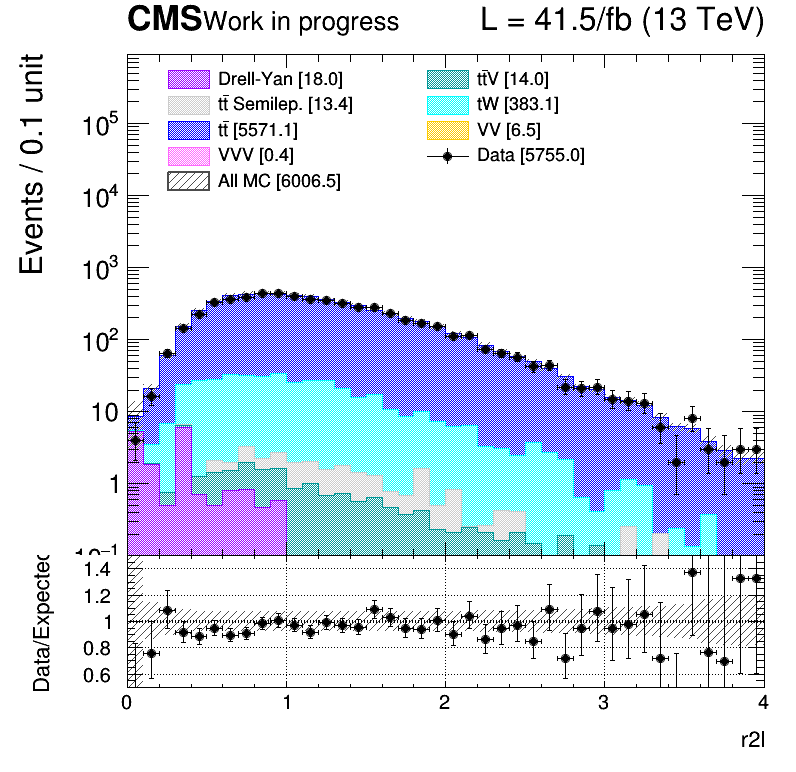 CMS Work in progress L = 41.5/fb (13 TeV)
Events / 0.1 unit
Drell-Yan [18.0] tt̄V [14.0]
tt̄ Semilep. [13.4] tW [383.1]
tt̄ [5571.1] VV [6.5]
VVV [0.4] Data [5755.0]
All MC [6006.5]
10⁵
10⁴
10³
10²
10
1
10⁻¹
Data/Expected
1.4
1.2
1
0.8
0.6
0 1 2 3 4
r2l